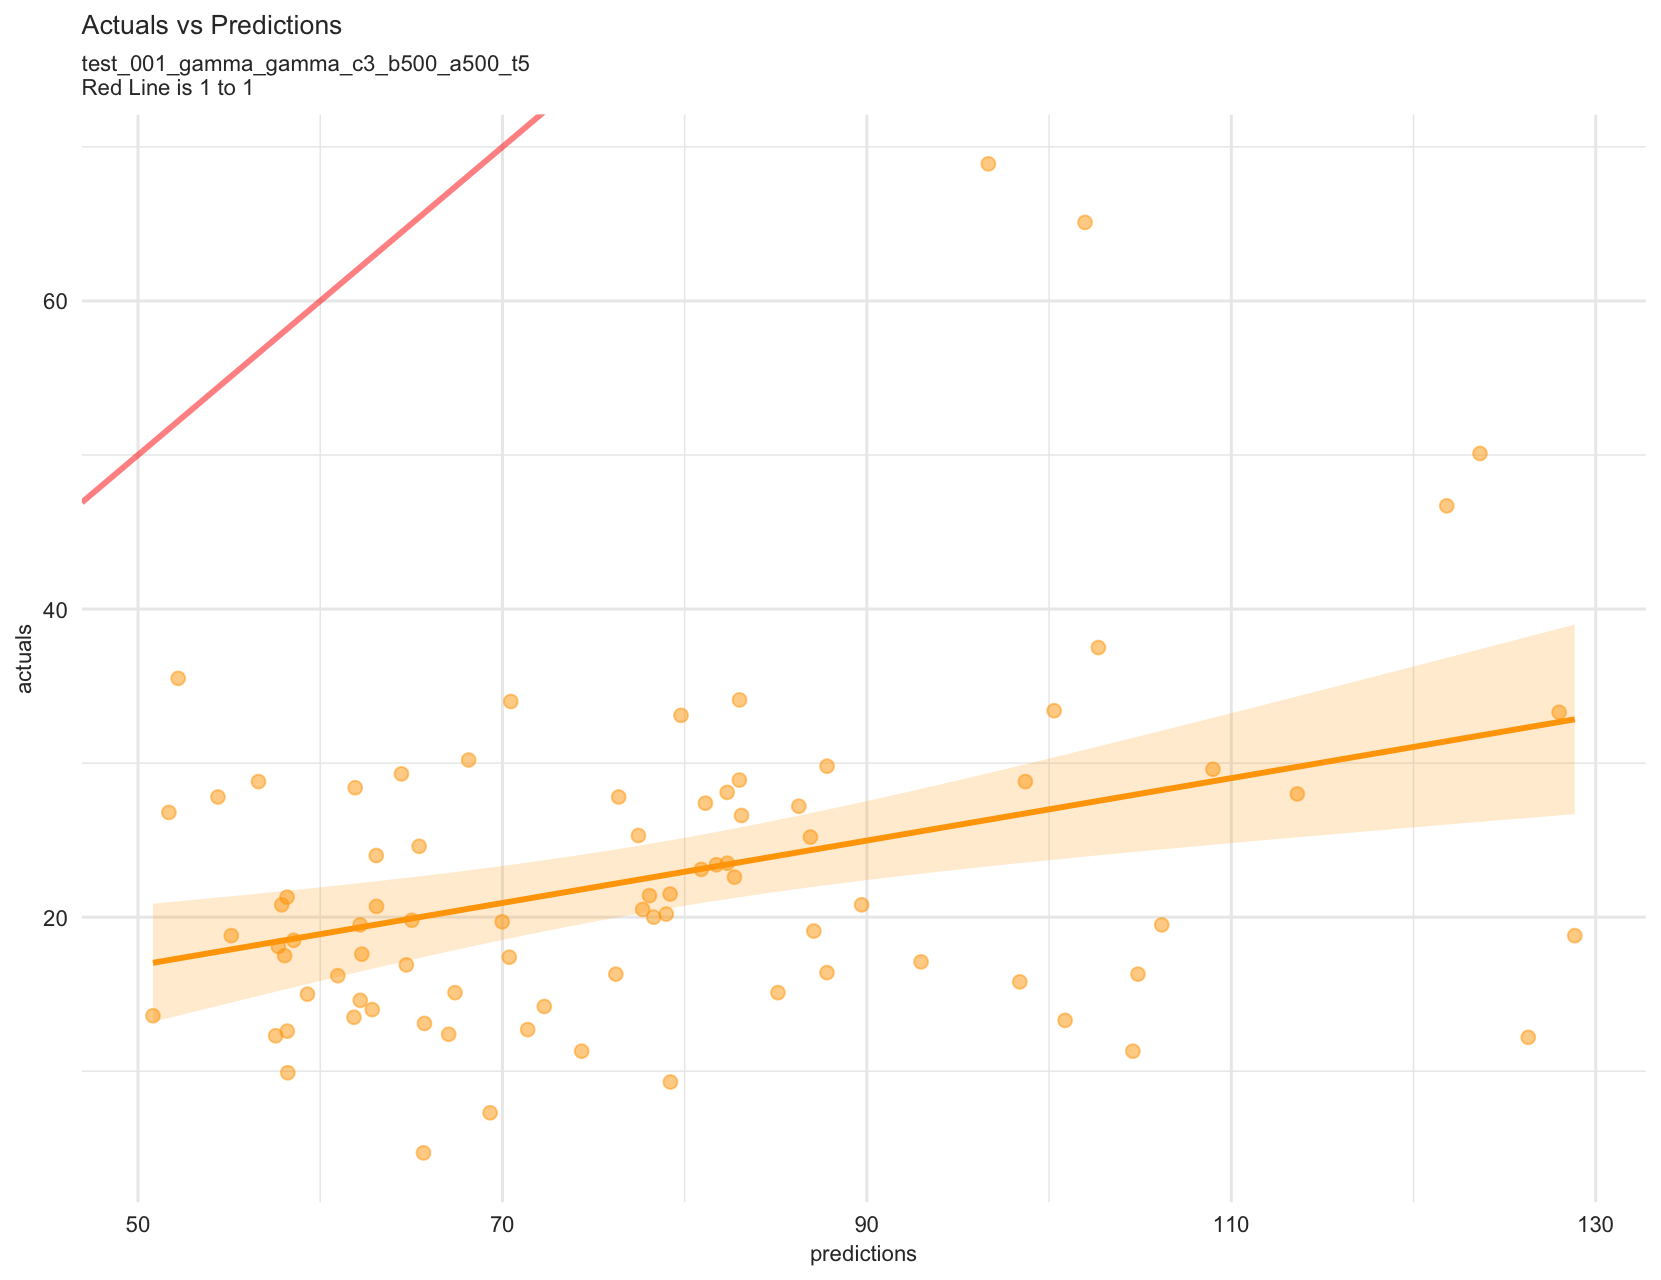 Actuals vs Predictions
test_001_gamma_gamma_c3_b500_a500_t5
Red Line is 1 to 1
60
40
20
actuals
50 70 90 110 130
predictions